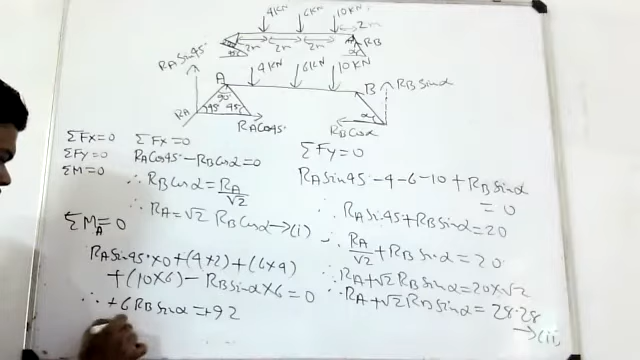 4KN 6KN 10KN
2m
2m 2m 2m RB
45° α
RA Sin45° 4KN 6KN 10KN
A B RB Sinα
90°
RA 45° 45° α
RA Cos45° RB Cosα
ΣFx=0 ΣFx=0
ΣFy=0 RA Cos45° - RB Cosα = 0
ΣM=0 ∴ RB Cosα = RA/√2
∴ RA = √2 RB Cosα → (i)
ΣMA = 0
RA Sin45° × 0 + (4×2) + (6×4)
+ (10×6) - RB Sinα × 6 = 0
∴ +6 RB Sinα = +92
ΣFy=0
RA Sin45 - 4 - 6 - 10 + RB Sinα
= 0
∴ RA Sin45 + RB Sinα = 20
∴ RA/√2 + RB Sinα = 20
∴ RA + √2 RB Sinα = 20×√2
∴ RA + √2 RB Sinα = 28.28
→ (ii)